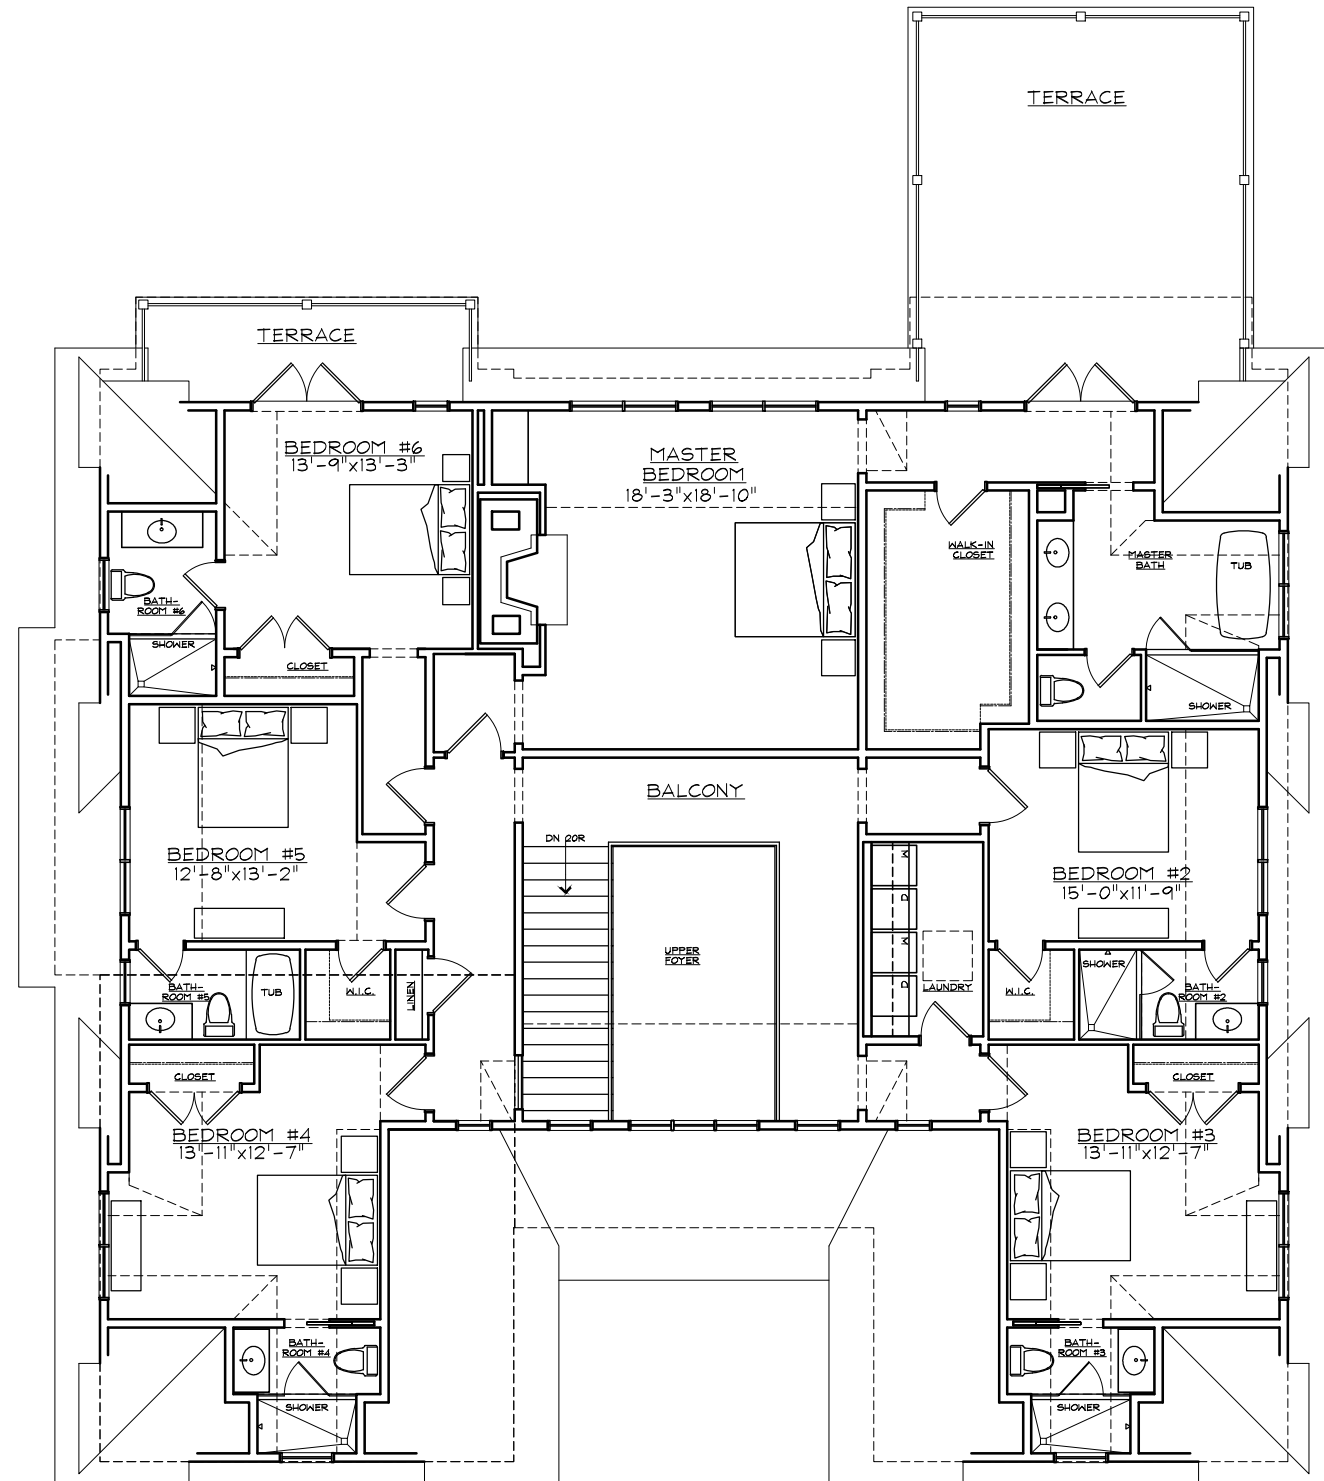 TERRACE
TERRACE
BEDROOM #6
13'-9"x13'-3"
MASTER
BEDROOM
18'-3"x18'-10"
WALK-IN
CLOSET
MASTER
BATH
TUB
BATH-
ROOM #6
SHOWER
CLOSET
SHOWER
BALCONY
DN 20R
BEDROOM #5
12'-8"x13'-2"
W
D
W
D
BEDROOM #2
15'-0"x11'-9"
UPPER
FOYER
BATH-
ROOM #5
TUB
W.I.C.
LINEN
LAUNDRY
W.I.C.
SHOWER
BATH-
ROOM #2
CLOSET
CLOSET
BEDROOM #4
13'-11"x12'-7"
BEDROOM #3
13'-11"x12'-7"
BATH-
ROOM #4
SHOWER
BATH-
ROOM #3
SHOWER